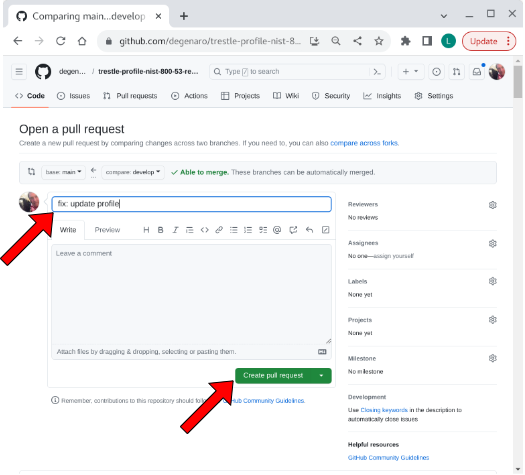 Comparing main...develop
github.com/degenaro/trestle-profile-nist-8...
L
Update
degen... / trestle-profile-nist-800-53-re...
Type / to search
Code Issues Pull requests Actions Projects Wiki Security Insights Settings
Open a pull request
Create a new pull request by comparing changes across two branches. If you need to, you can also compare across forks.
base: main ... compare: develop Able to merge. These branches can be automatically merged.
fix: update profile
Write Preview
Leave a comment
Attach files by dragging & dropping, selecting or pasting them.
Create pull request
Remember, contributions to this repository should follow Hub Community Guidelines.
Reviewers
No reviews
Assignees
No one—assign yourself
Labels
None yet
Projects
None yet
Milestone
No milestone
Development
Use Closing keywords in the description to
automatically close issues
Helpful resources
GitHub Community Guidelines